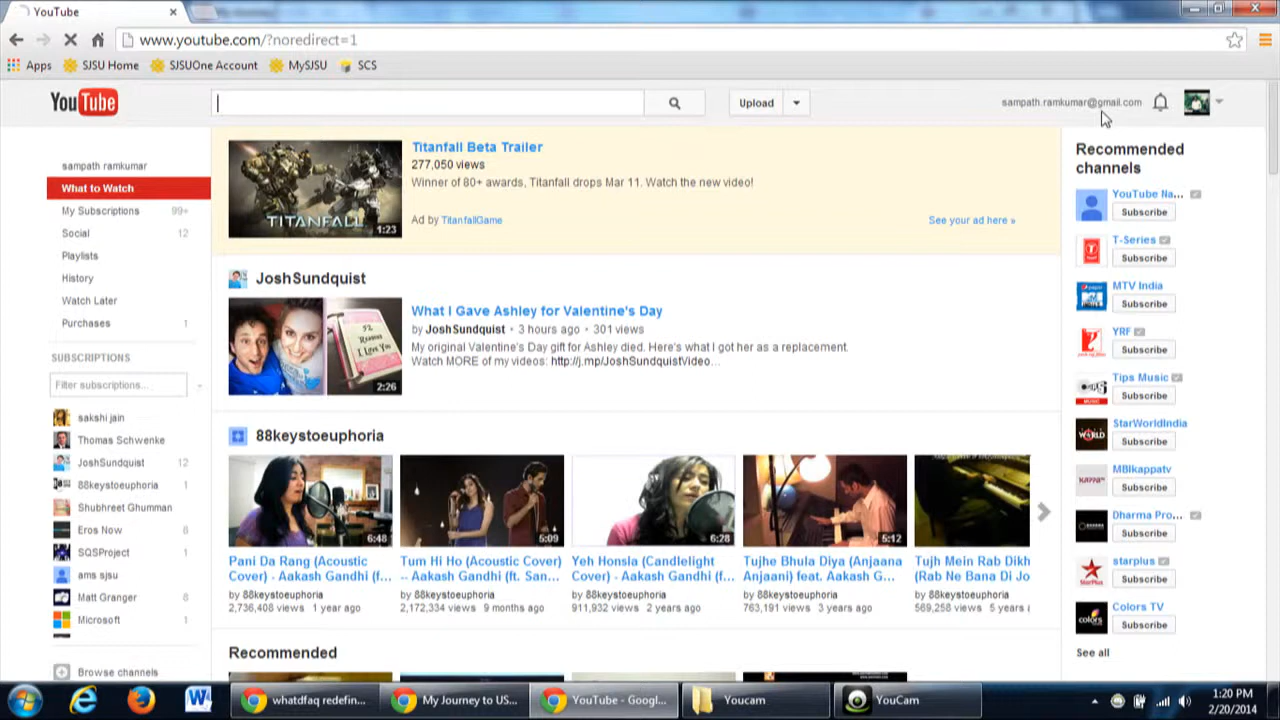 YouTube
www.youtube.com/?noredirect=1
Apps SJSU Home SJSUOne Account MySJSU SCS
YouTube Upload sampath.ramkumar@gmail.com
sampath ramkumar
What to Watch
My Subscriptions 99+
Social 12
Playlists
History
Watch Later
Purchases 1
SUBSCRIPTIONS
Filter subscriptions...
sakshi jain
Thomas Schwenke
JoshSundquist 12
88keystoeuphoria 1
Shubhreet Ghumman
Eros Now 6
SQSProject
ams sjsu
Matt Granger 8
Microsoft 1
Browse channels
TITANFALL
1:23
Titanfall Beta Trailer
277,050 views
Winner of 80+ awards, Titanfall drops Mar 11. Watch the new video!
Ad by TitanfallGame See your ad here »
JoshSundquist
52
Reasons
I Love You
2:26
What I Gave Ashley for Valentine's Day
by JoshSundquist • 3 hours ago • 301 views
My original Valentine's Day gift for Ashley died. Here's what I got her as a replacement.
Watch MORE of my videos: http://j.mp/JoshSundquistVideo...
88keystoeuphoria
6:48 5:09 6:28 5:12
Pani Da Rang (Acoustic
Cover) - Aakash Gandhi (f...
by 88keystoeuphoria
2,736,408 views 1 year ago
Tum Hi Ho (Acoustic Cover)
-- Aakash Gandhi (ft. San...
by 88keystoeuphoria
2,172,334 views 9 months ago
Yeh Honsla (Candlelight
Cover) - Aakash Gandhi (f...
by 88keystoeuphoria
911,932 views 2 years ago
Tujhe Bhula Diya (Anjaana
Anjaani) feat. Aakash G...
by 88keystoeuphoria
763,191 views 3 years ago
Tujh Mein Rab Dikh
(Rab Ne Bana Di Jo
by 88keystoeuphoria
569,258 views 5 years
Recommended
Recommended
channels
YouTube Na...
Subscribe
T-Series
Subscribe
MTV India
Subscribe
YRF
Subscribe
Tips Music
Subscribe
StarWorldIndia
Subscribe
MBIkappatv
Subscribe
Dharma Pro...
Subscribe
starplus
Subscribe
Colors TV
Subscribe
See all
whatdfaq redefin... My Journey to US... YouTube - Googl... Youcam YouCam
1:20 PM
2/20/2014